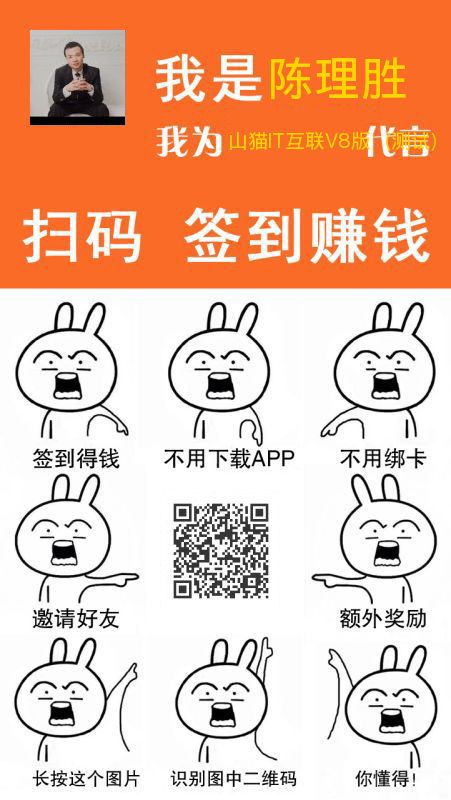 我是陈理胜
我为 山猫IT互联V8版 (测试) 代言
扫码 签到赚钱
签到得钱 不用下载APP 不用绑卡
邀请好友 额外奖励
长按这个图片 识别图中二维码 你懂得！